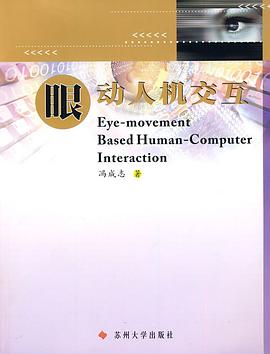 眼动人机交互
Eye-movement
Based Human-Computer
Interaction
冯成志 著
苏州大学出版社